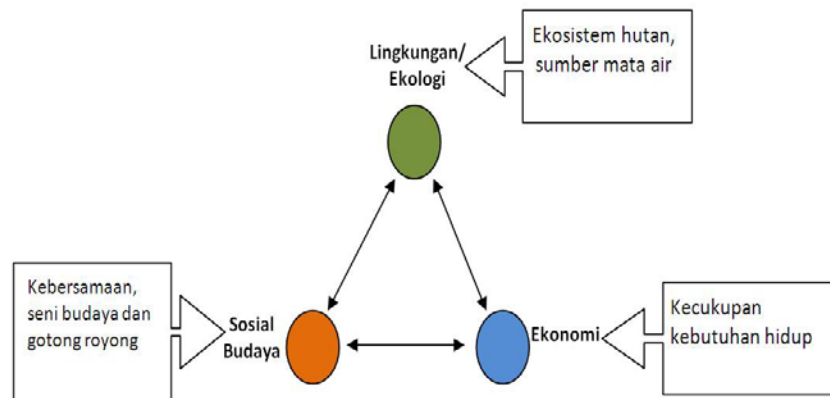 Lingkungan/
Ekologi
Ekosistem hutan,
sumber mata air
Kebersamaan,
seni budaya dan
gotong royong
Sosial
Budaya
Ekonomi
Kecukupan
kebutuhan hidup